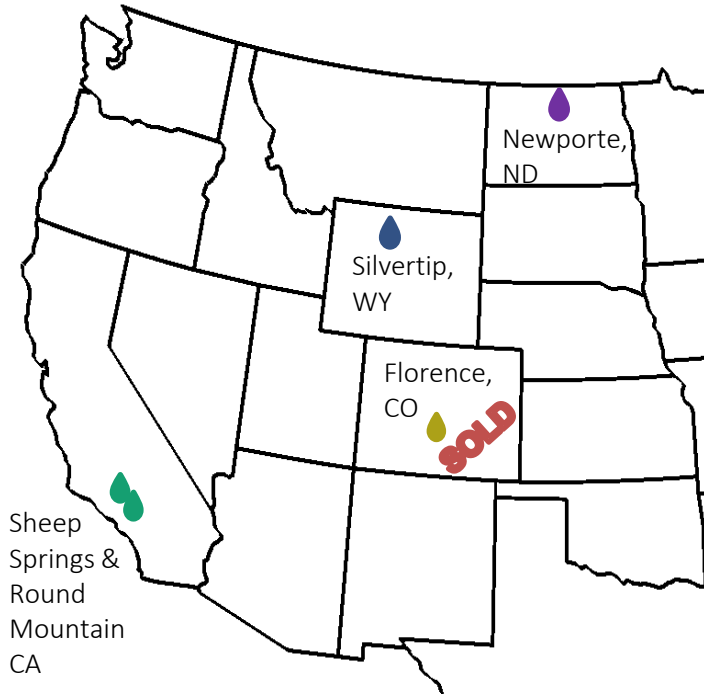 Newporte,
ND
Silvertip,
WY
Florence,
CO
SOLD
Sheep
Springs &
Round
Mountain
CA